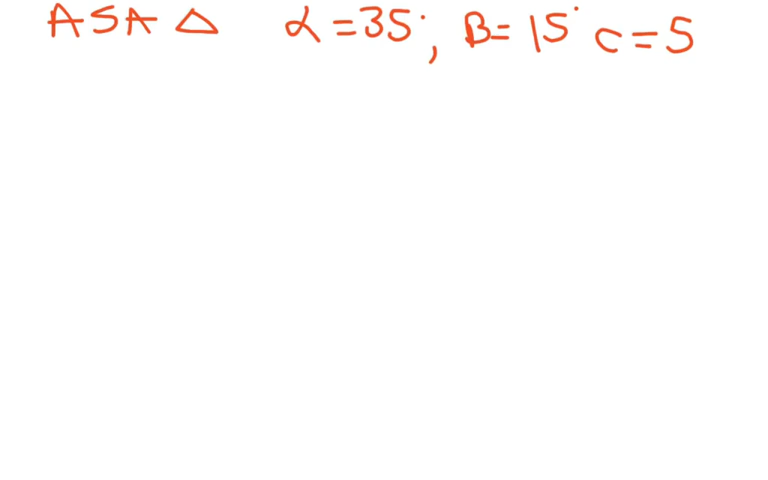 ASA △ α = 35°, B = 15° c = 5